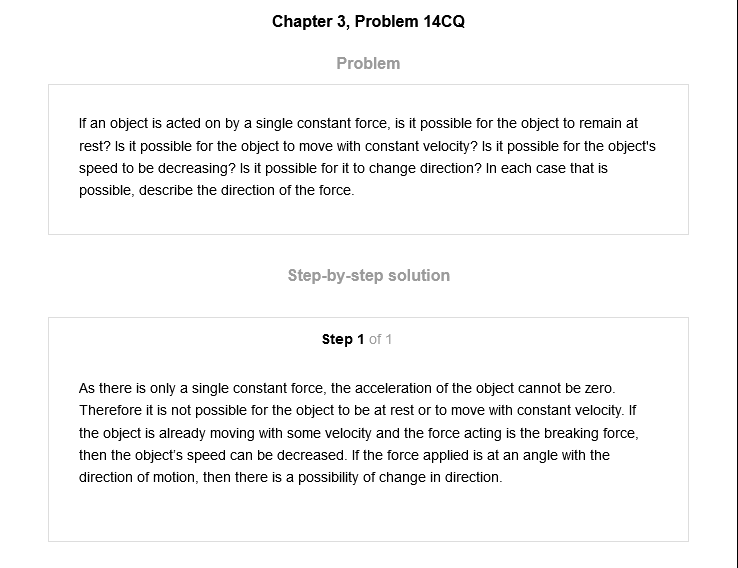 Chapter 3, Problem 14CQ
Problem
If an object is acted on by a single constant force, is it possible for the object to remain at
rest? Is it possible for the object to move with constant velocity? Is it possible for the object's
speed to be decreasing? Is it possible for it to change direction? In each case that is
possible, describe the direction of the force.
Step-by-step solution
Step 1 of 1
As there is only a single constant force, the acceleration of the object cannot be zero.
Therefore it is not possible for the object to be at rest or to move with constant velocity. If
the object is already moving with some velocity and the force acting is the breaking force,
then the object's speed can be decreased. If the force applied is at an angle with the
direction of motion, then there is a possibility of change in direction.